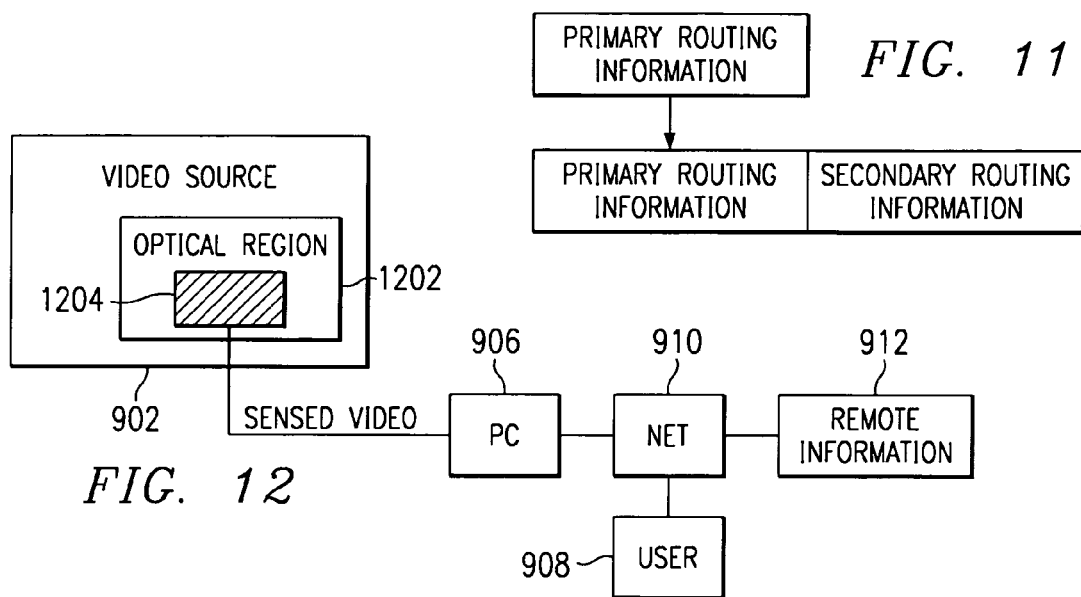 PRIMARY ROUTING
INFORMATION
FIG. 11
PRIMARY ROUTING
INFORMATION
SECONDARY ROUTING
INFORMATION
VIDEO SOURCE
OPTICAL REGION
1204
1202
902
SENSED VIDEO
906
PC
910
NET
912
REMOTE
INFORMATION
908
USER
FIG. 12